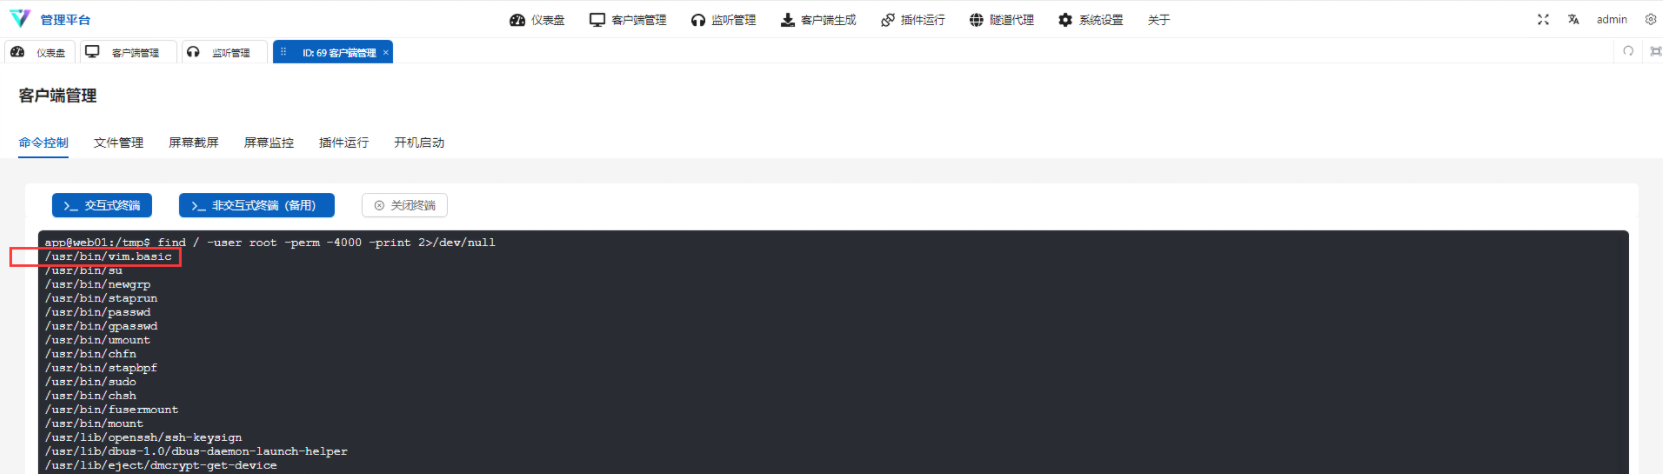 管理平台 仪表盘 客户端管理 监听管理 客户端生成 插件运行 隧道代理 系统设置 关于 admin
仪表盘 客户端管理 监听管理 ID: 69 客户端管理 ×
客户端管理
命令控制 文件管理 屏幕截屏 屏幕监控 插件运行 开机启动
>_ 交互式终端 >_ 非交互式终端（备用） 关闭终端
app@web01:/tmp$ find / -user root -perm -4000 -print 2>/dev/null
/usr/bin/vim.basic
/usr/bin/su
/usr/bin/newgrp
/usr/bin/staprun
/usr/bin/passwd
/usr/bin/gpasswd
/usr/bin/umount
/usr/bin/chfn
/usr/bin/stapbpf
/usr/bin/sudo
/usr/bin/chsh
/usr/bin/fusermount
/usr/bin/mount
/usr/lib/openssh/ssh-keysign
/usr/lib/dbus-1.0/dbus-daemon-launch-helper
/usr/lib/eject/dmcrypt-get-device